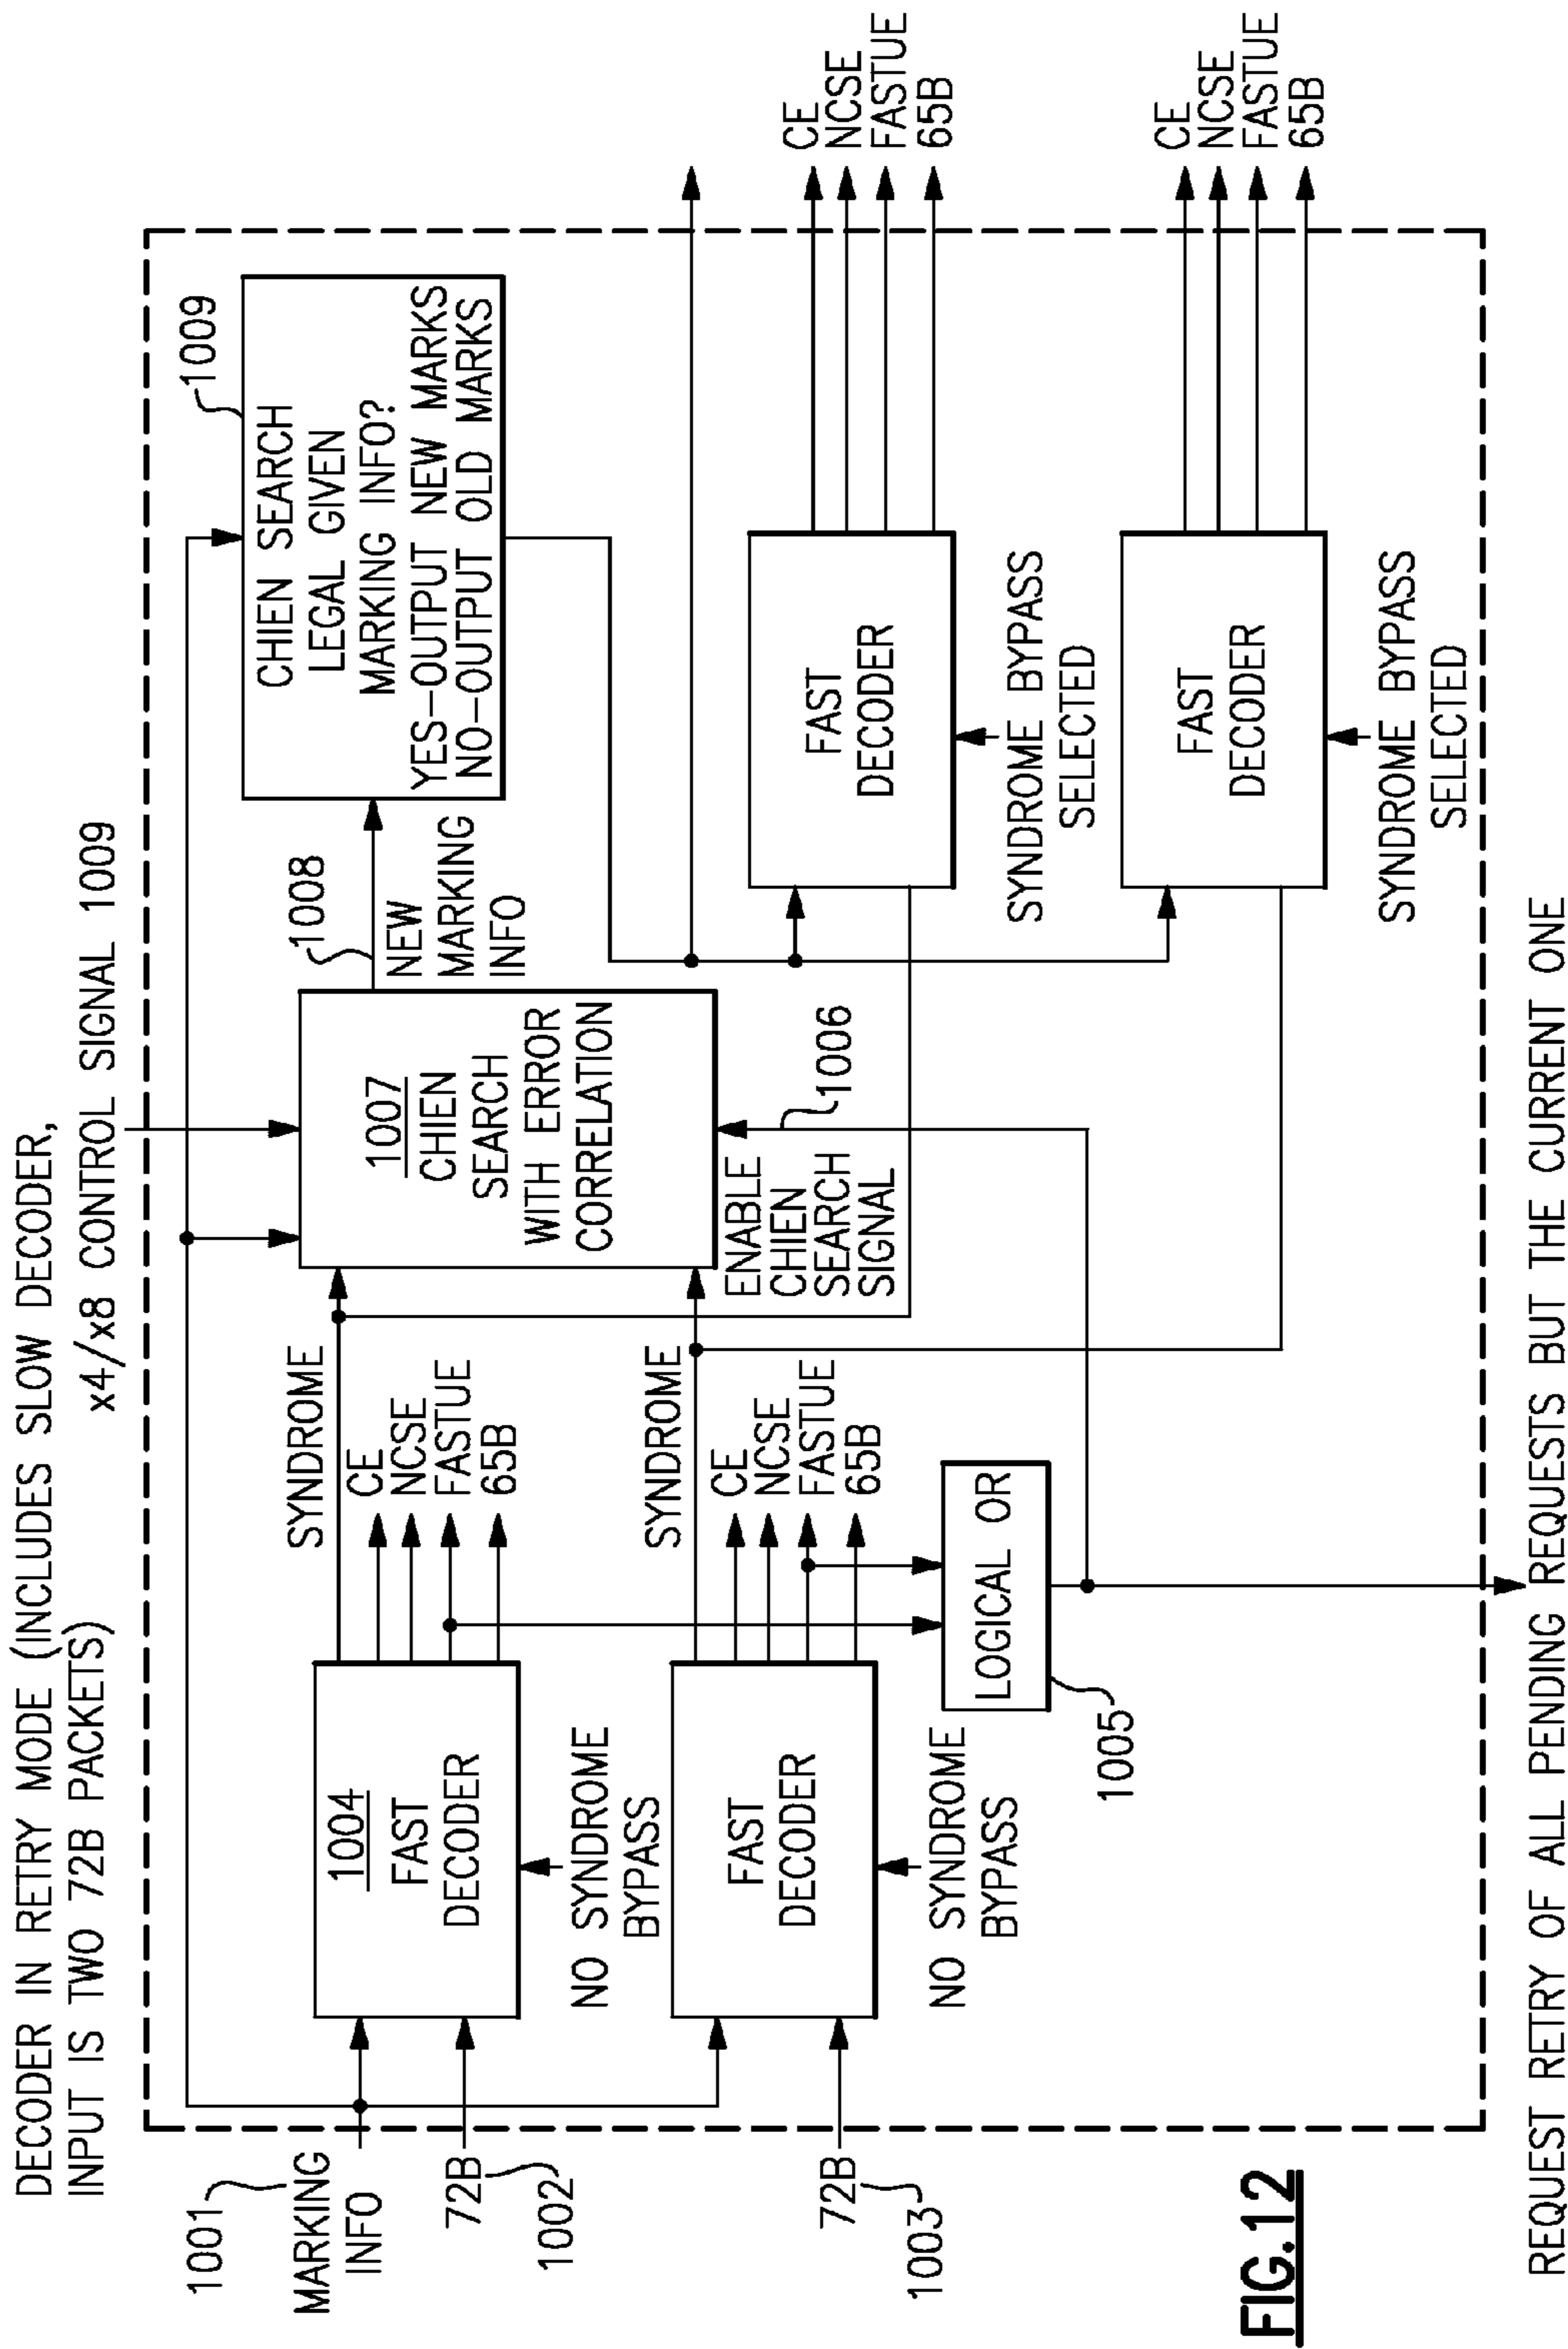 DECODER IN RETRY MODE (INCLUDES SLOW DECODER,
INPUT IS TWO 72B PACKETS)
x4/x8 CONTROL SIGNAL 1009
1001
MARKING
INFO
72B
1002
72B
1003
1004
FAST
DECODER
NO SYNDROME
BYPASS
SYNDROME
CE
NCSE
FASTUE
65B
FAST
DECODER
NO SYNDROME
BYPASS
SYNDROME
CE
NCSE
FASTUE
65B
LOGICAL OR
1005
1007
CHIEN
SEARCH
WITH ERROR
CORRELATION
ENABLE
CHIEN
SEARCH
SIGNAL
1006
1008
NEW
MARKING
INFO
1009
CHIEN SEARCH
LEGAL GIVEN
MARKING INFO?
YES-OUTPUT NEW MARKS
NO-OUTPUT OLD MARKS
FAST
DECODER
SYNDROME BYPASS
SELECTED
CE
NCSE
FASTUE
65B
FAST
DECODER
SYNDROME BYPASS
SELECTED
CE
NCSE
FASTUE
65B
REQUEST RETRY OF ALL PENDING REQUESTS BUT THE CURRENT ONE
FIG.12